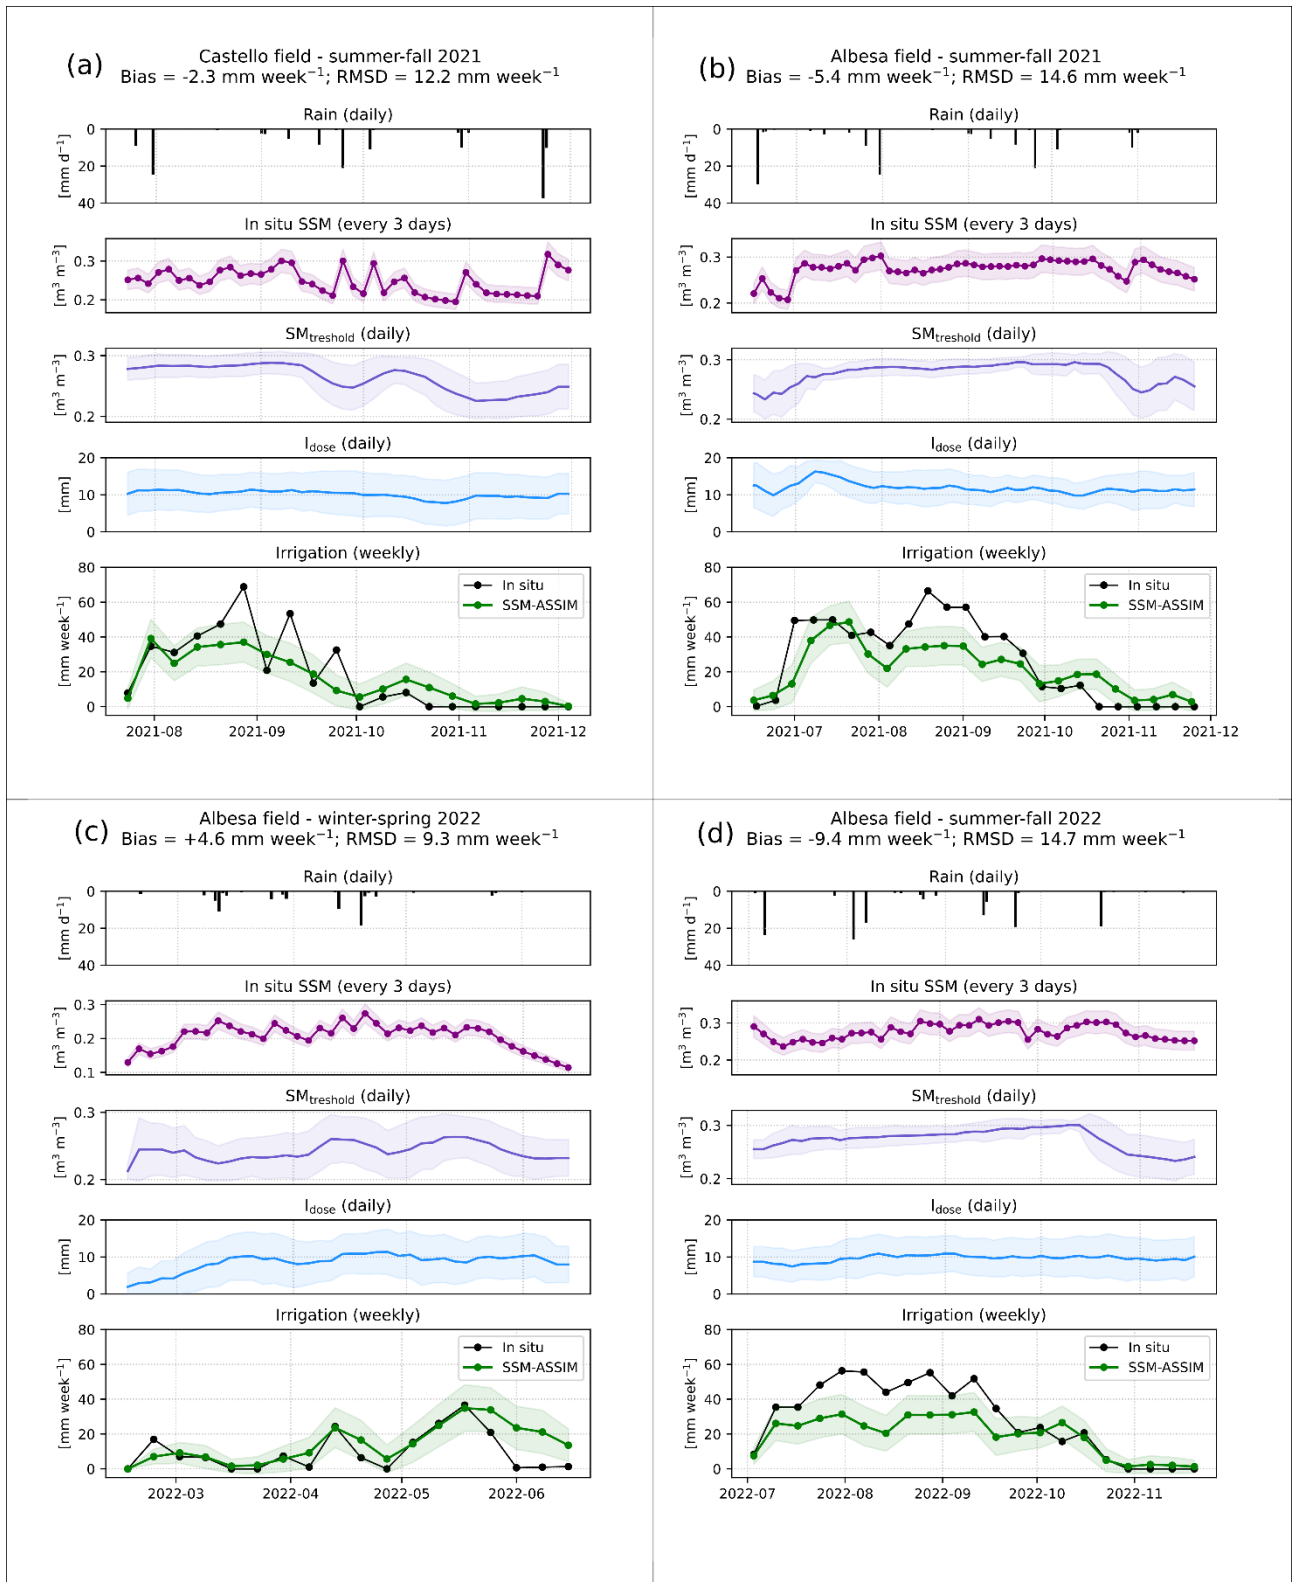 (a)
Castello field - summer-fall 2021
Bias = -2.3 mm week⁻¹; RMSD = 12.2 mm week⁻¹
Rain (daily)
[mm d⁻¹]
0
20
40
In situ SSM (every 3 days)
[m³ m⁻³]
0.3
0.2
SMtreshold (daily)
[m³ m⁻³]
0.3
0.2
Idose (daily)
[mm]
20
10
0
Irrigation (weekly)
[mm week⁻¹]
80
60
40
20
0
In situ
SSM-ASSIM
2021-08 2021-09 2021-10 2021-11 2021-12
(b)
Albesa field - summer-fall 2021
Bias = -5.4 mm week⁻¹; RMSD = 14.6 mm week⁻¹
Rain (daily)
[mm d⁻¹]
0
20
40
In situ SSM (every 3 days)
[m³ m⁻³]
0.3
0.2
SMtreshold (daily)
[m³ m⁻³]
0.3
0.2
Idose (daily)
[mm]
20
10
0
Irrigation (weekly)
[mm week⁻¹]
80
60
40
20
0
In situ
SSM-ASSIM
2021-07 2021-08 2021-09 2021-10 2021-11 2021-12
(c)
Albesa field - winter-spring 2022
Bias = +4.6 mm week⁻¹; RMSD = 9.3 mm week⁻¹
Rain (daily)
[mm d⁻¹]
0
20
40
In situ SSM (every 3 days)
[m³ m⁻³]
0.3
0.2
0.1
SMtreshold (daily)
[m³ m⁻³]
0.3
0.2
Idose (daily)
[mm]
20
10
0
Irrigation (weekly)
[mm week⁻¹]
80
60
40
20
0
In situ
SSM-ASSIM
2022-03 2022-04 2022-05 2022-06
(d)
Albesa field - summer-fall 2022
Bias = -9.4 mm week⁻¹; RMSD = 14.7 mm week⁻¹
Rain (daily)
[mm d⁻¹]
0
20
40
In situ SSM (every 3 days)
[m³ m⁻³]
0.3
0.2
SMtreshold (daily)
[m³ m⁻³]
0.3
0.2
Idose (daily)
[mm]
20
10
0
Irrigation (weekly)
[mm week⁻¹]
80
60
40
20
0
In situ
SSM-ASSIM
2022-07 2022-08 2022-09 2022-10 2022-11